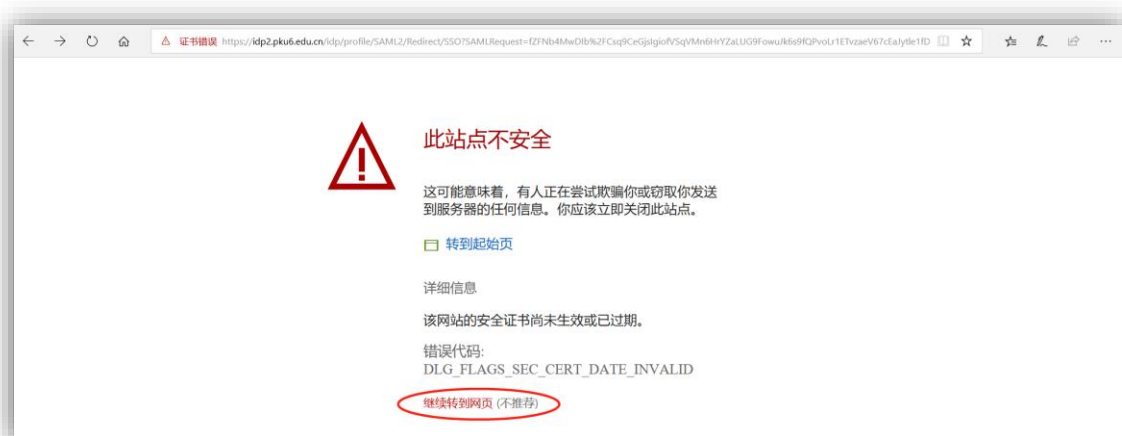 证书错误 https://idp2.pku6.edu.cn/idp/profile/SAML2/Redirect/SSO?SAMLRequest=
此站点不安全
这可能意味着，有人正在尝试欺骗你或窃取你发送
到服务器的任何信息。你应该立即关闭此站点。
转到起始页
详细信息
该网站的安全证书尚未生效或已过期。
错误代码:
DLG_FLAGS_SEC_CERT_DATE_INVALID
继续转到网页 (不推荐)